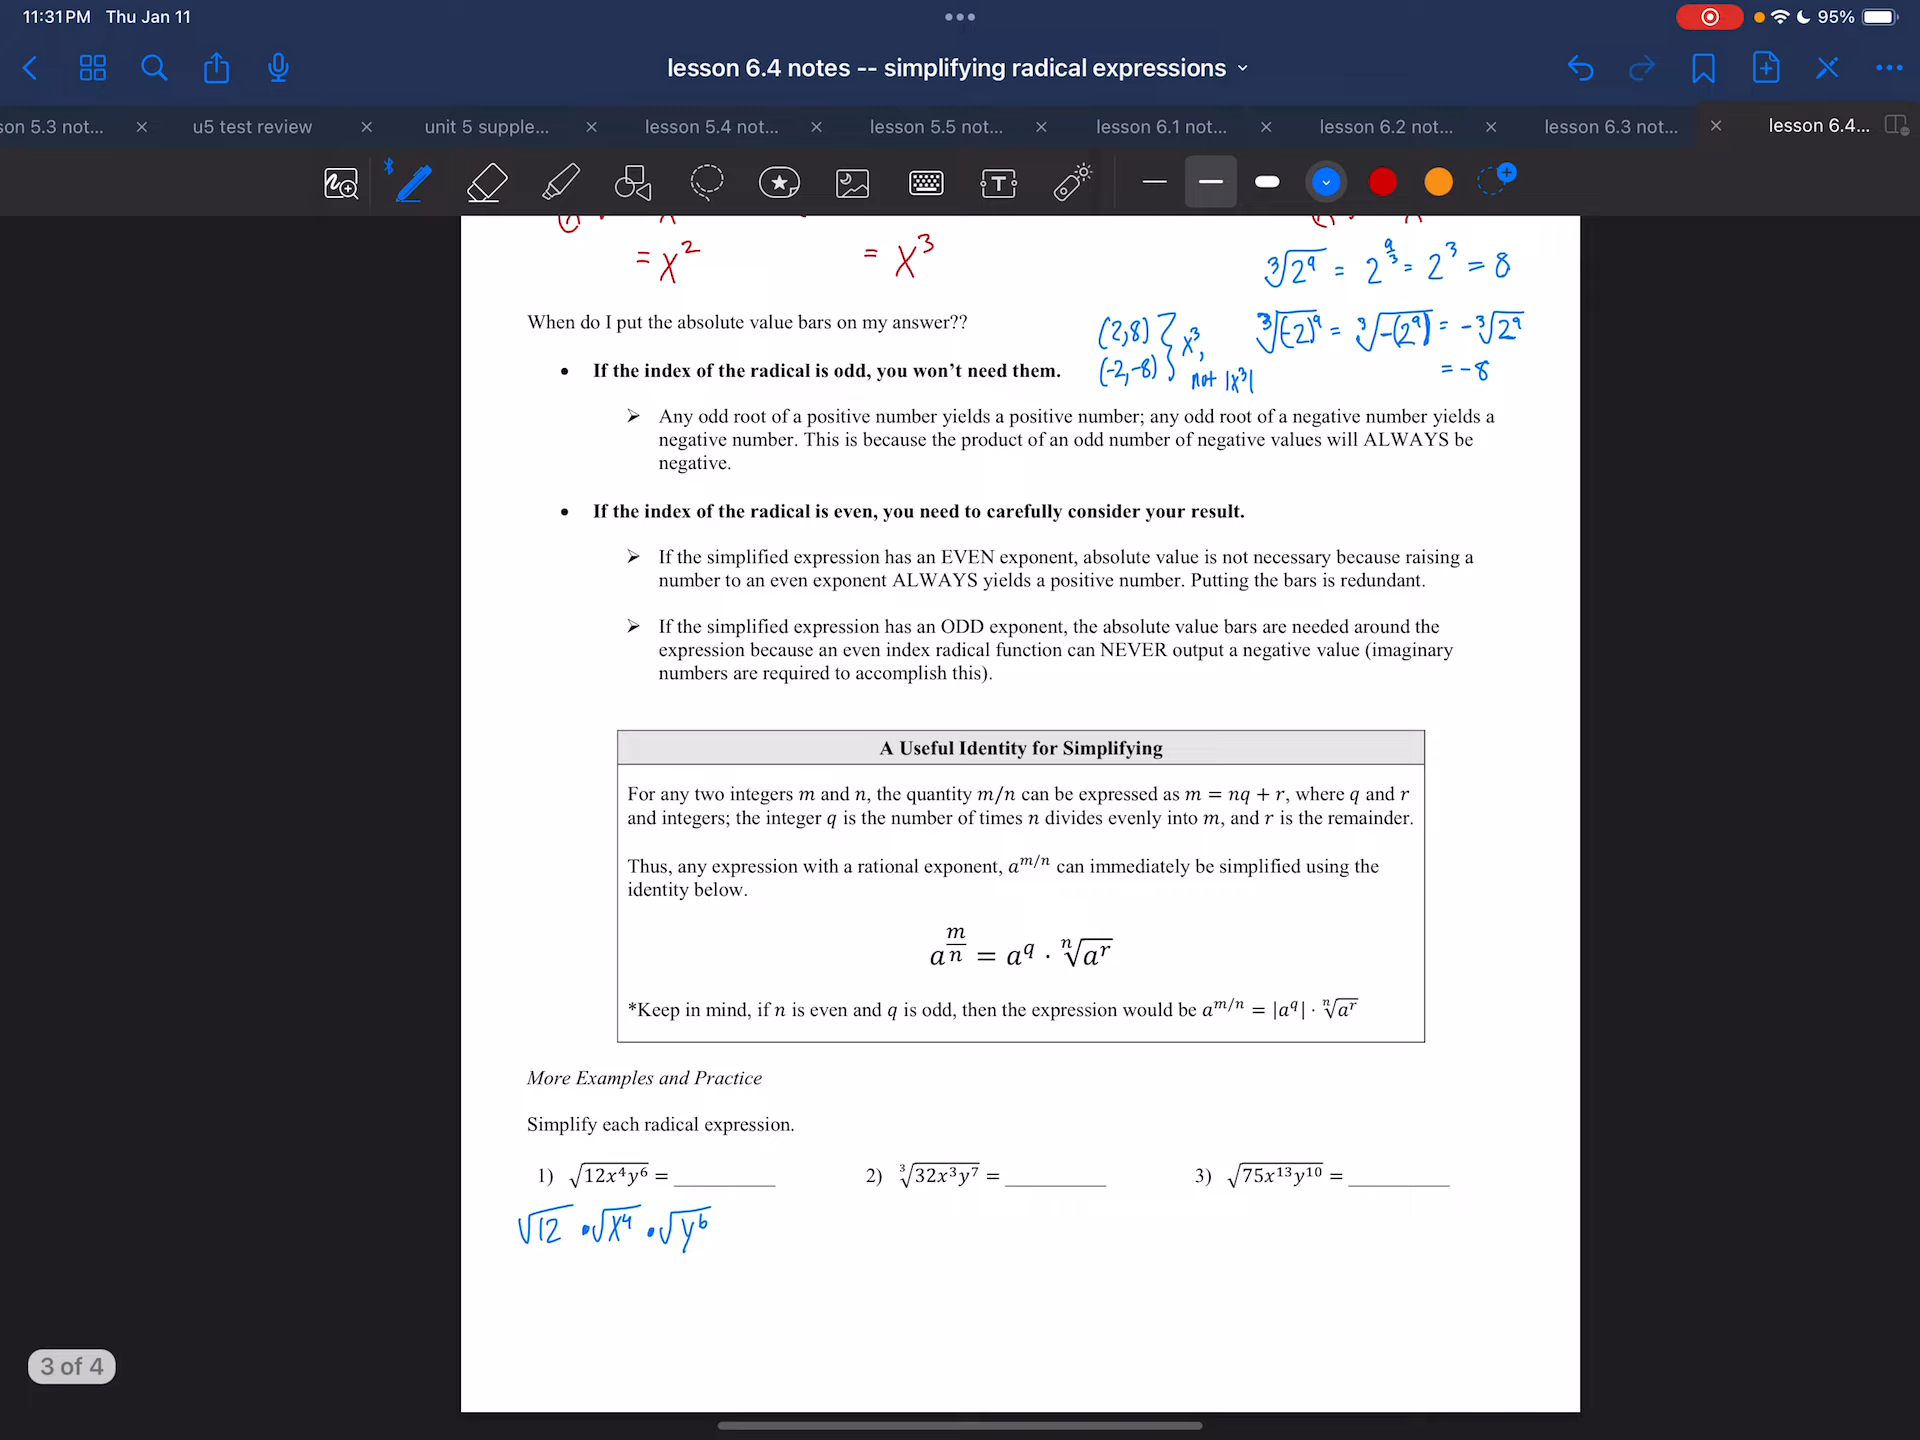 11:31PM Thu Jan 11
95%
lesson 6.4 notes -- simplifying radical expressions
son 5.3 not...
u5 test review
unit 5 supple...
lesson 5.4 not...
lesson 5.5 not...
lesson 6.1 not...
lesson 6.2 not...
lesson 6.3 not...
lesson 6.4...
= x²
= x³
∛2⁹ = 2^(9/3) = 2³ = 8
When do I put the absolute value bars on my answer??
(2,8)
(-2,-8) } x³, not |x³|
∛(-2)⁹ = ∛-(2⁹) = -∛2⁹
= -8
• If the index of the radical is odd, you won’t need them.
➢ Any odd root of a positive number yields a positive number; any odd root of a negative number yields a
negative number. This is because the product of an odd number of negative values will ALWAYS be
negative.
• If the index of the radical is even, you need to carefully consider your result.
➢ If the simplified expression has an EVEN exponent, absolute value is not necessary because raising a
number to an even exponent ALWAYS yields a positive number. Putting the bars is redundant.
➢ If the simplified expression has an ODD exponent, the absolute value bars are needed around the
expression because an even index radical function can NEVER output a negative value (imaginary
numbers are required to accomplish this).
A Useful Identity for Simplifying
For any two integers m and n, the quantity m/n can be expressed as m = nq + r, where q and r
and integers; the integer q is the number of times n divides evenly into m, and r is the remainder.
Thus, any expression with a rational exponent, a^(m/n) can immediately be simplified using the
identity below.
a^(m/n) = a^q · ⁿ√(a^r)
*Keep in mind, if n is even and q is odd, then the expression would be a^(m/n) = |a^q| · ⁿ√(a^r)
More Examples and Practice
Simplify each radical expression.
1) √(12x⁴y⁶) = __________ 2) ∛(32x³y⁷) = __________ 3) √(75x¹³y¹⁰) = __________
√12 · √x⁴ · √y⁶
3 of 4